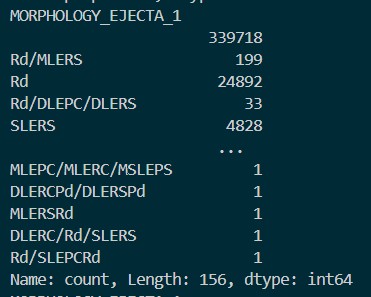 MORPHOLOGY_EJECTA_1
339718
Rd/MLERS 199
Rd 24892
Rd/DLEPC/DLERS 33
SLERS 4828
...
MLEPC/MLERC/MSLEPS 1
DLERCPd/DLERSPd 1
MLERSRd 1
DLERC/Rd/SLERS 1
Rd/SLEPCRd 1
Name: count, Length: 156, dtype: int64